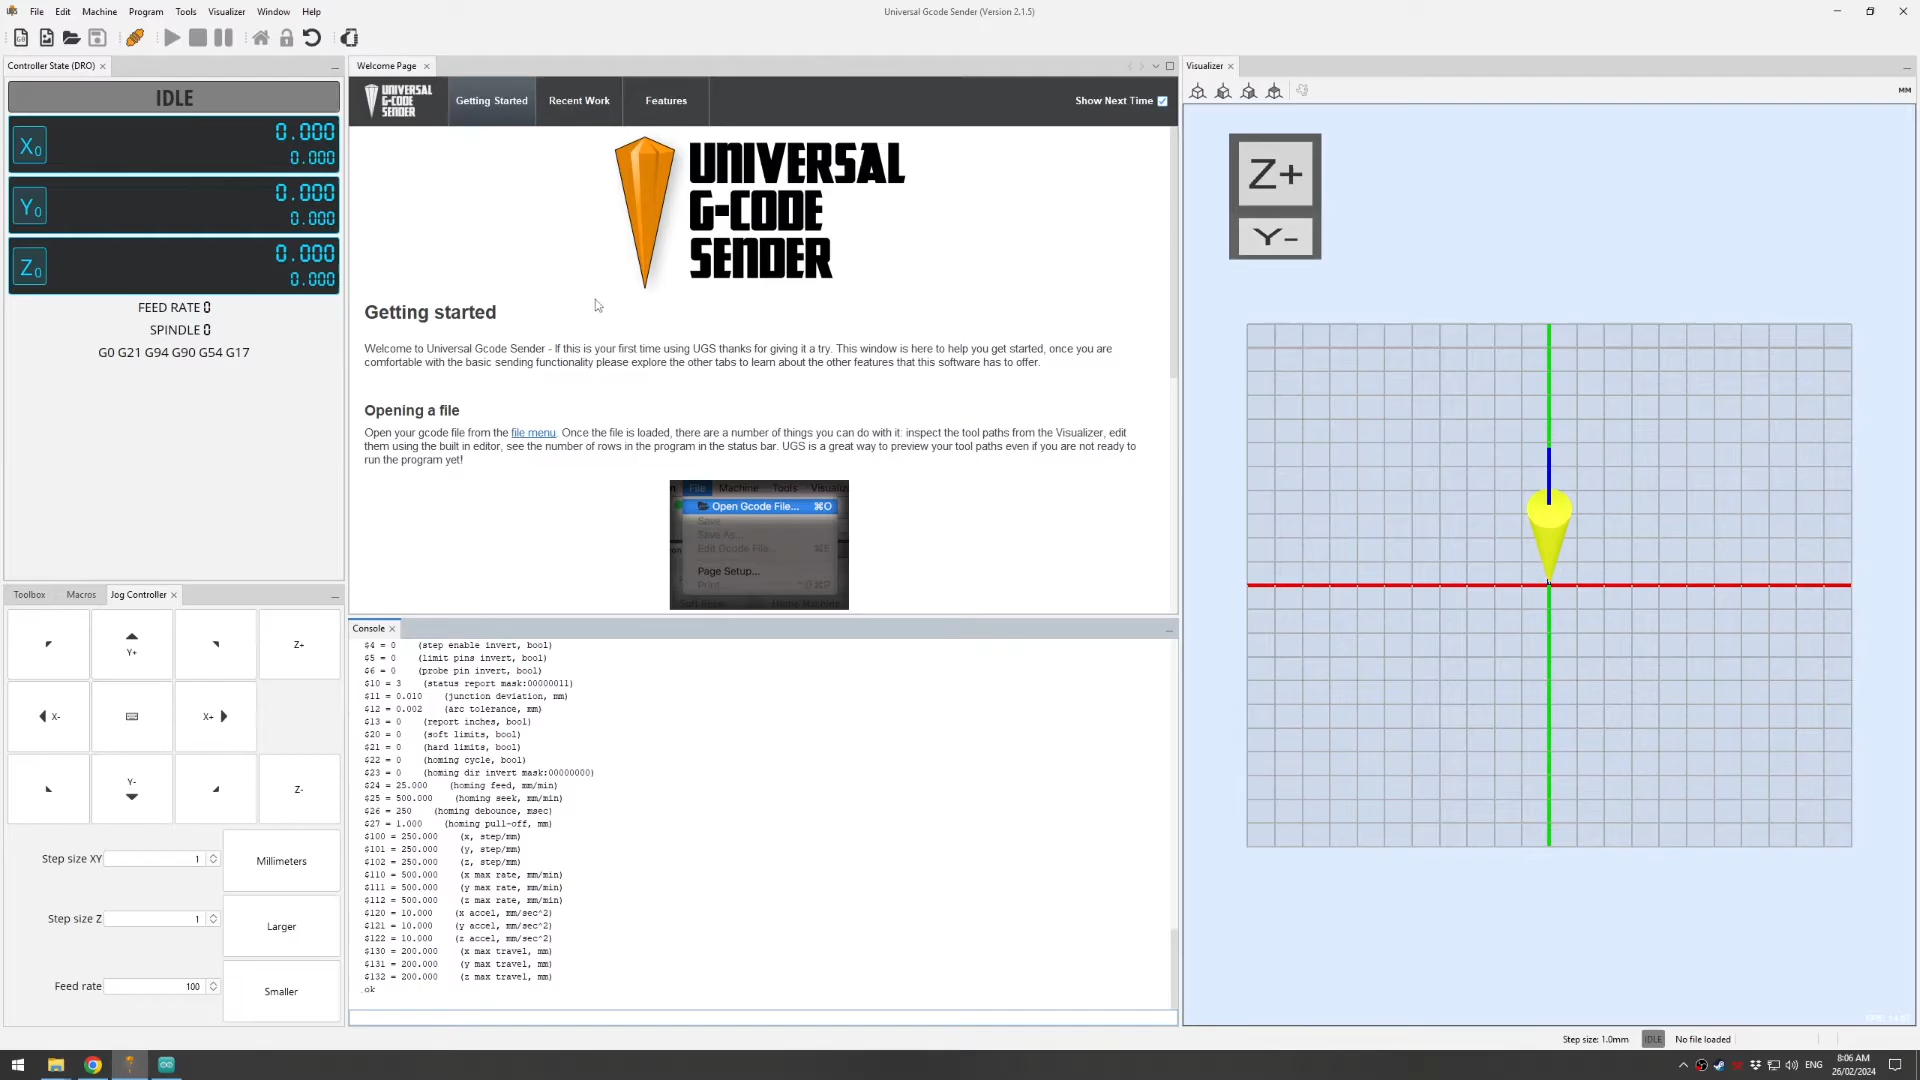 File Edit Machine Program Tools Visualizer Window Help
Universal Gcode Sender (Version 2.1.5)
Controller State (DRO)
IDLE
X0 0.000
0.000
Y0 0.000
0.000
Z0 0.000
0.000
FEED RATE 0
SPINDLE 0
G0 G21 G94 G90 G54 G17
Toolbox Macros Jog Controller
Y+ Z+
X- X+
Y- Z-
Step size XY 1 Millimeters
Step size Z 1 Larger
Feed rate 100 Smaller
Welcome Page
UNIVERSAL
G-CODE
SENDER
Getting Started Recent Work Features Show Next Time
UNIVERSAL
G-CODE
SENDER
Getting started
Welcome to Universal Gcode Sender - If this is your first time using UGS thanks for giving it a try. This window is here to help you get started, once you are
comfortable with the basic sending functionality please explore the other tabs to learn about the other features that this software has to offer.
Opening a file
Open your gcode file from the file menu. Once the file is loaded, there are a number of things you can do with it: inspect the tool paths from the Visualizer, edit
them using the built in editor, see the number of rows in the program in the status bar. UGS is a great way to preview your tool paths even if you are not ready to
run the program yet!
File Machine Tools Visualiz
Open Gcode File... ⌘O
Save
Save As...
Edit Gcode File... ⌘E
Page Setup...
Print...
Console
$4 = 0 (step enable invert, bool)
$5 = 0 (limit pins invert, bool)
$6 = 0 (probe pin invert, bool)
$10 = 3 (status report mask:00000011)
$11 = 0.010 (junction deviation, mm)
$12 = 0.002 (arc tolerance, mm)
$13 = 0 (report inches, bool)
$20 = 0 (soft limits, bool)
$21 = 0 (hard limits, bool)
$22 = 0 (homing cycle, bool)
$23 = 0 (homing dir invert mask:00000000)
$24 = 25.000 (homing feed, mm/min)
$25 = 500.000 (homing seek, mm/min)
$26 = 250 (homing debounce, msec)
$27 = 1.000 (homing pull-off, mm)
$100 = 250.000 (x, step/mm)
$101 = 250.000 (y, step/mm)
$102 = 250.000 (z, step/mm)
$110 = 500.000 (x max rate, mm/min)
$111 = 500.000 (y max rate, mm/min)
$112 = 500.000 (z max rate, mm/min)
$120 = 10.000 (x accel, mm/sec^2)
$121 = 10.000 (y accel, mm/sec^2)
$122 = 10.000 (z accel, mm/sec^2)
$130 = 200.000 (x max travel, mm)
$131 = 200.000 (y max travel, mm)
$132 = 200.000 (z max travel, mm)
ok
Visualizer
MM
Z+
Y-
Step size: 1.0mm IDLE No file loaded
ENG
8:06 AM
26/02/2024